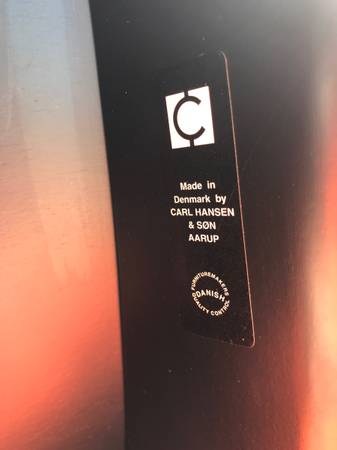 C
Made in
Denmark by
CARL HANSEN
& SØN
AARUP
FURNITUREMAKERS
DANISH
QUALITY CONTROL